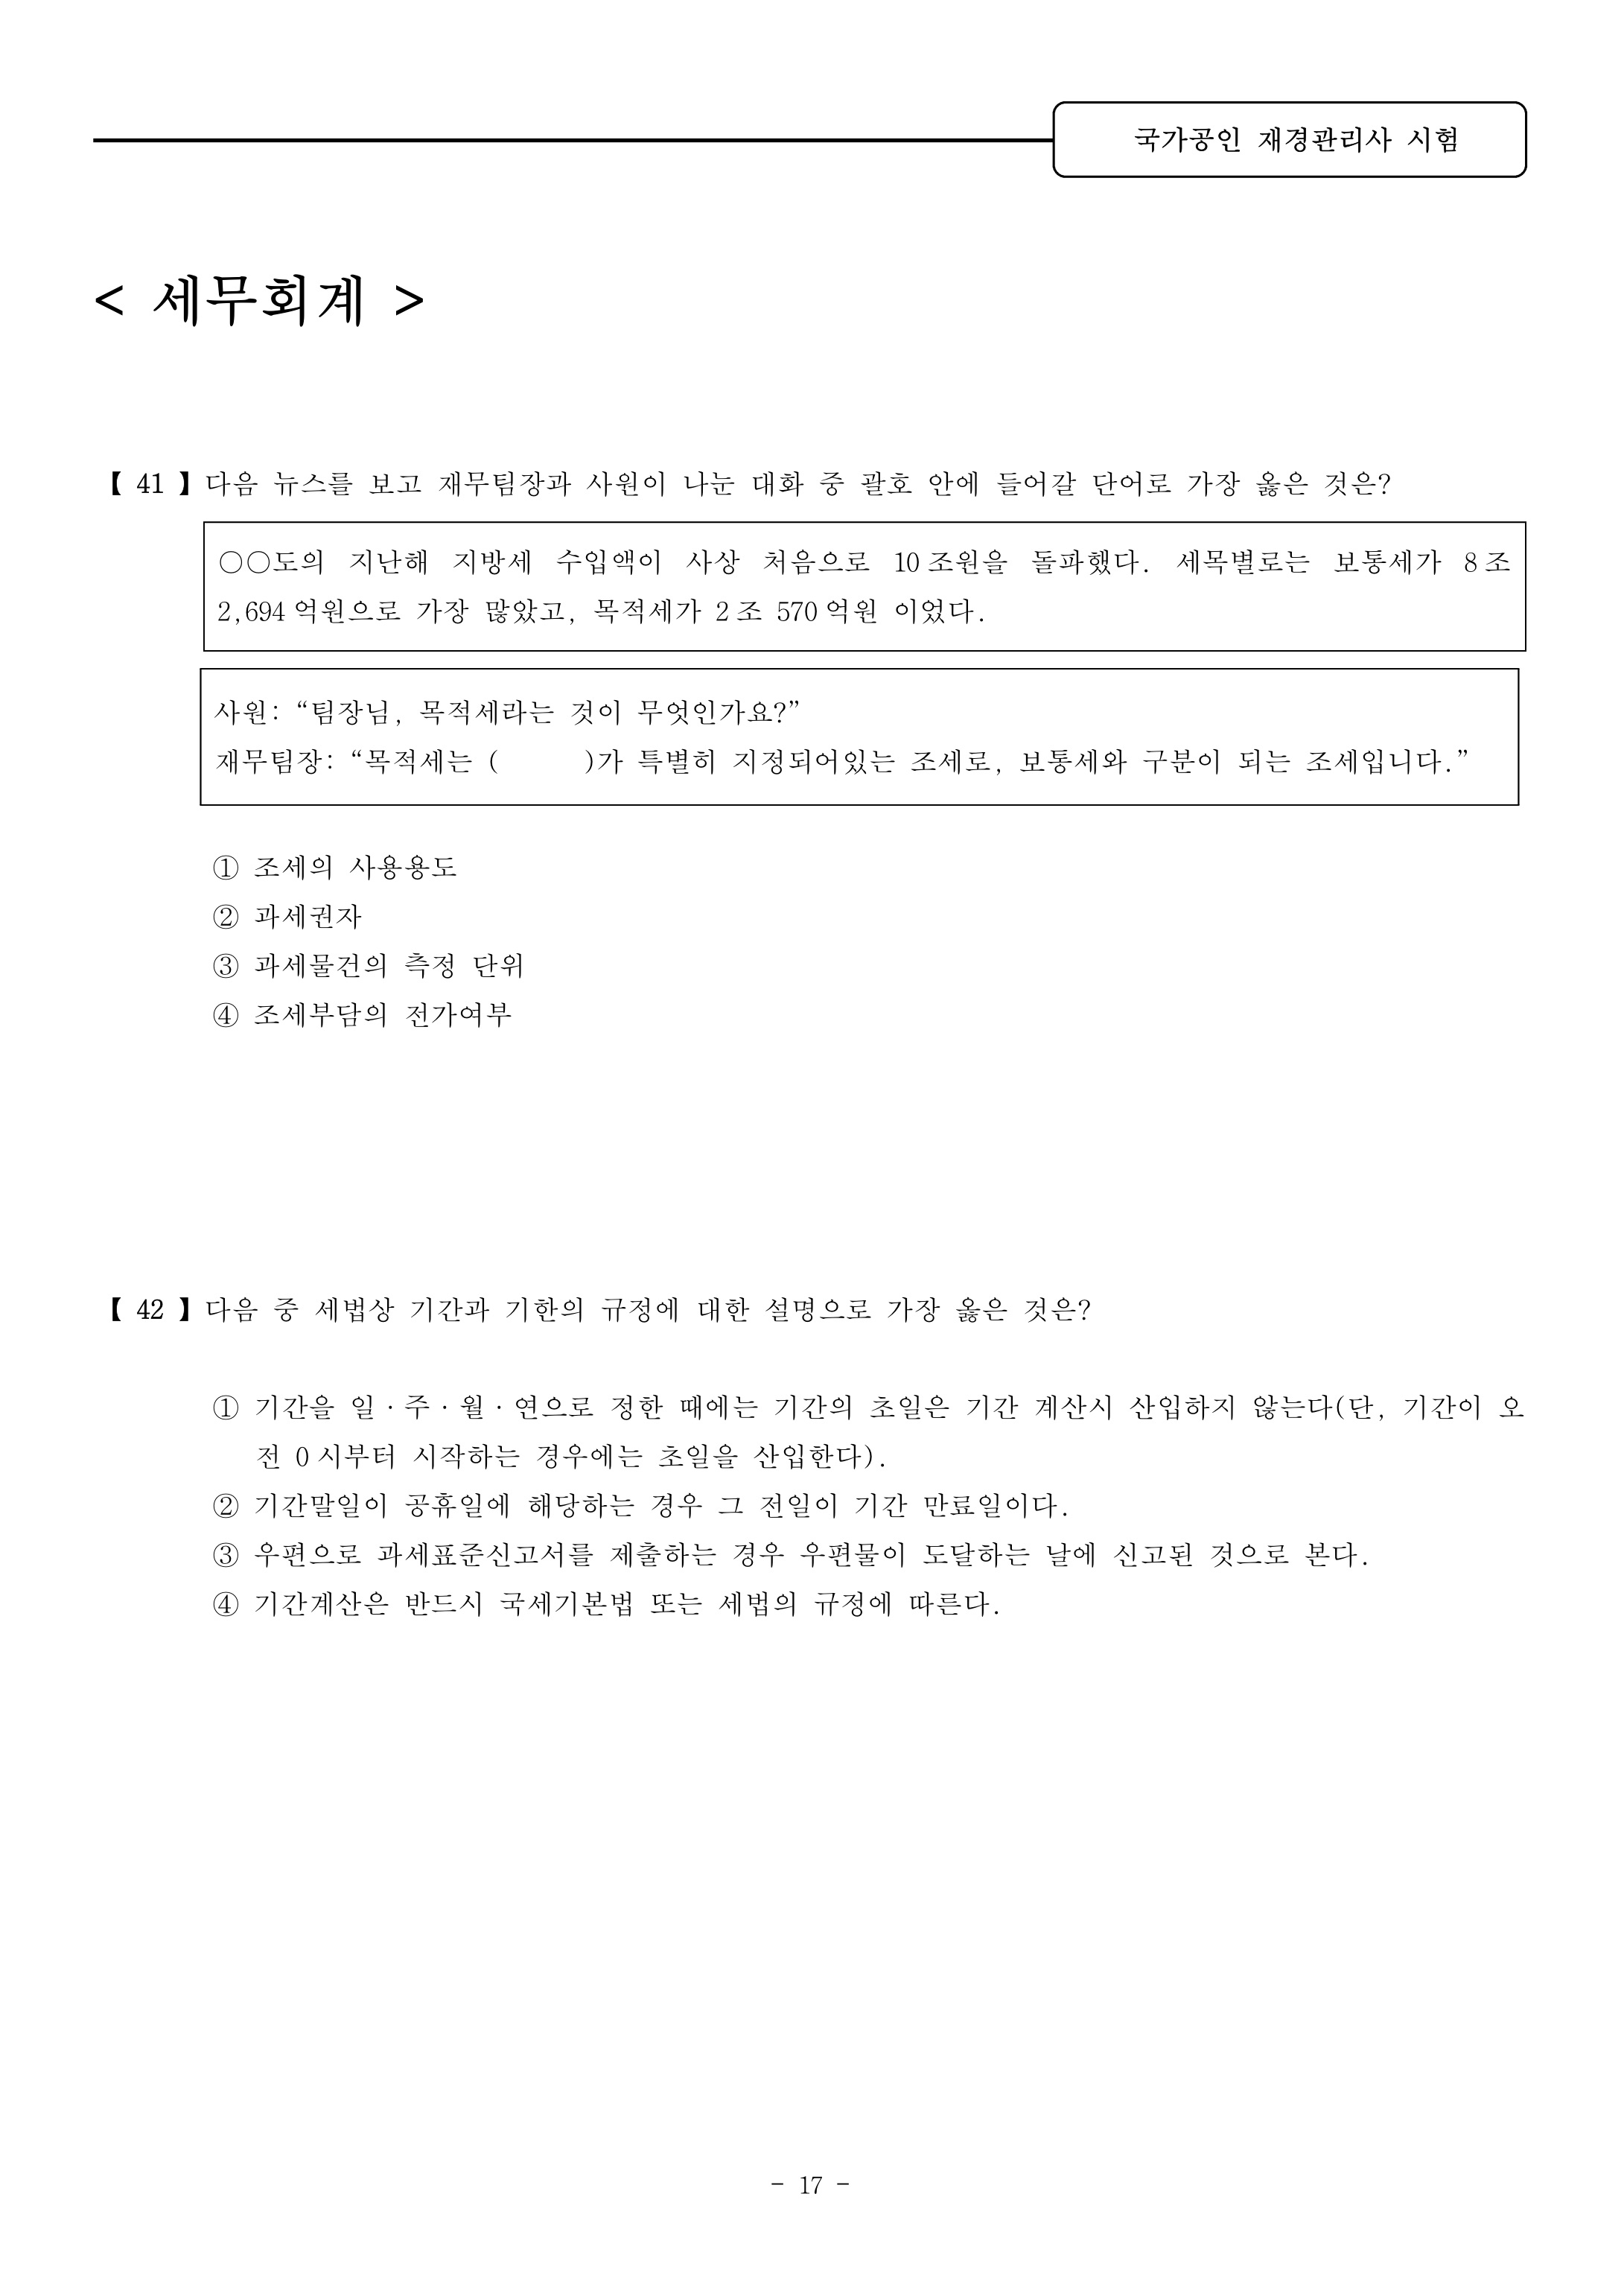 국가공인 재경관리사 시험
< 세무회계 >
【 41 】 다음 뉴스를 보고 재무팀장과 사원이 나눈 대화 중 괄호 안에 들어갈 단어로 가장 옳은 것은?
○○도의 지난해 지방세 수입액이 사상 처음으로 10조원을 돌파했다. 세목별로는 보통세가 8조
2,694억원으로 가장 많았고, 목적세가 2조 570억원 이었다.
사원: “팀장님, 목적세라는 것이 무엇인가요?”
재무팀장: “목적세는 (      )가 특별히 지정되어있는 조세로, 보통세와 구분이 되는 조세입니다.”
① 조세의 사용용도
② 과세권자
③ 과세물건의 측정 단위
④ 조세부담의 전가여부
【 42 】 다음 중 세법상 기간과 기한의 규정에 대한 설명으로 가장 옳은 것은?
① 기간을 일·주·월·연으로 정한 때에는 기간의 초일은 기간 계산시 산입하지 않는다(단, 기간이 오
전 0시부터 시작하는 경우에는 초일을 산입한다).
② 기간말일이 공휴일에 해당하는 경우 그 전일이 기간 만료일이다.
③ 우편으로 과세표준신고서를 제출하는 경우 우편물이 도달하는 날에 신고된 것으로 본다.
④ 기간계산은 반드시 국세기본법 또는 세법의 규정에 따른다.
- 17 -